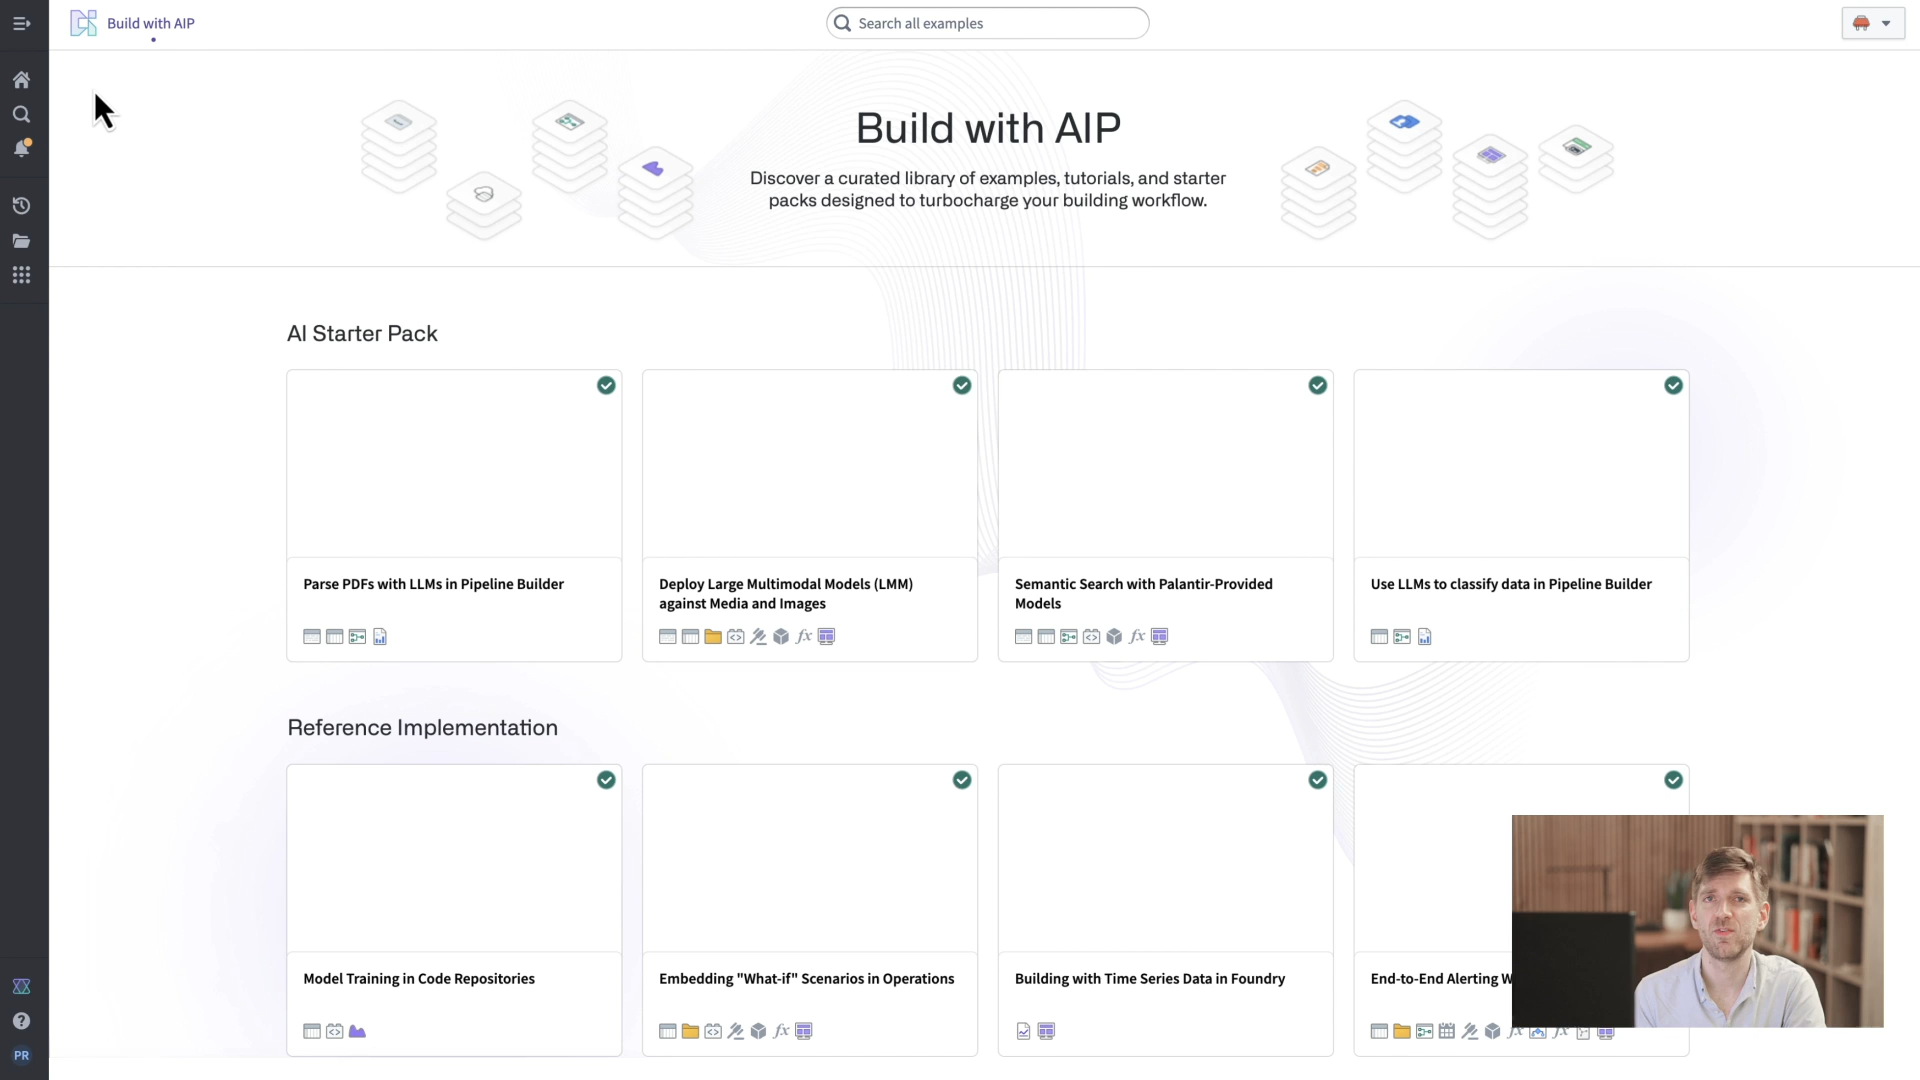 Build with AIP
Search all examples
Build with AIP
Discover a curated library of examples, tutorials, and starter
packs designed to turbocharge your building workflow.
AI Starter Pack
Parse PDFs with LLMs in Pipeline Builder
Deploy Large Multimodal Models (LMM)
against Media and Images
Semantic Search with Palantir-Provided
Models
Use LLMs to classify data in Pipeline Builder
Reference Implementation
Model Training in Code Repositories
Embedding "What-if" Scenarios in Operations
Building with Time Series Data in Foundry
End-to-End Alerting W
PR